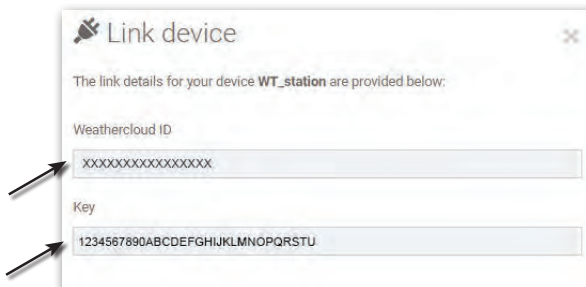 Link device
The link details for your device WT_station are provided below:
Weathercloud ID
XXXXXXXXXXXXXXXX
Key
1234567890ABCDEFGHIJKLMNOPQRSTU